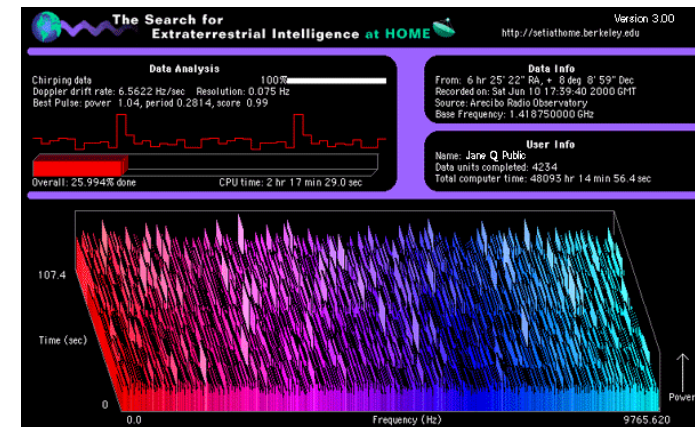 The Search for
Extraterrestrial Intelligence at HOME
Version 3.00
http://setiathome.berkeley.edu
Data Analysis
Chirping data 100%
Doppler drift rate: 6.5622 Hz/sec Resolution: 0.075 Hz
Best Pulse: power 1.04, period 0.2814, score 0.99
Overall: 25.994% done CPU time: 2 hr 17 min 29.0 sec
Data Info
From: 6 hr 25' 22" RA, + 8 deg 8' 59" Dec
Recorded on: Sat Jun 10 17:39:40 2000 GMT
Source: Arecibo Radio Observatory
Base Frequency: 1.418750000 GHz
User Info
Name: Jane Q Public
Data units completed: 4234
Total computer time: 48093 hr 14 min 56.4 sec
107.4
Time (sec)
0
0.0
Frequency (Hz)
9765.620
Power